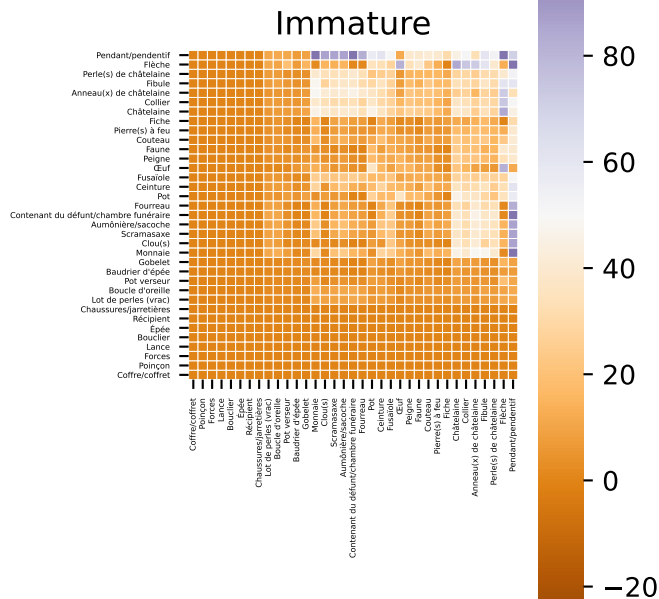 Immature
Pendant/pendentif
Flèche
Perle(s) de châtelaine
Fibule
Anneau(x) de châtelaine
Collier
Châtelaine
Fiche
Pierre(s) à feu
Couteau
Faune
Peigne
Œuf
Fusaïole
Ceinture
Pot
Fourreau
Contenant du défunt/chambre funéraire
Aumônière/sacoche
Scramasaxe
Clou(s)
Monnaie
Gobelet
Baudrier d'épée
Pot verseur
Boucle d'oreille
Lot de perles (vrac)
Chaussures/jarretières
Récipient
Épée
Bouclier
Lance
Forces
Poinçon
Coffre/coffret
Coffre/coffret
Poinçon
Forces
Lance
Bouclier
Épée
Récipient
Chaussures/jarretières
Lot de perles (vrac)
Boucle d'oreille
Pot verseur
Baudrier d'épée
Gobelet
Monnaie
Clou(s)
Scramasaxe
Aumônière/sacoche
Contenant du défunt/chambre funéraire
Fourreau
Pot
Ceinture
Fusaïole
Œuf
Peigne
Faune
Couteau
Pierre(s) à feu
Fiche
Châtelaine
Collier
Anneau(x) de châtelaine
Fibule
Perle(s) de châtelaine
Flèche
Pendant/pendentif
80
60
40
20
0
−20